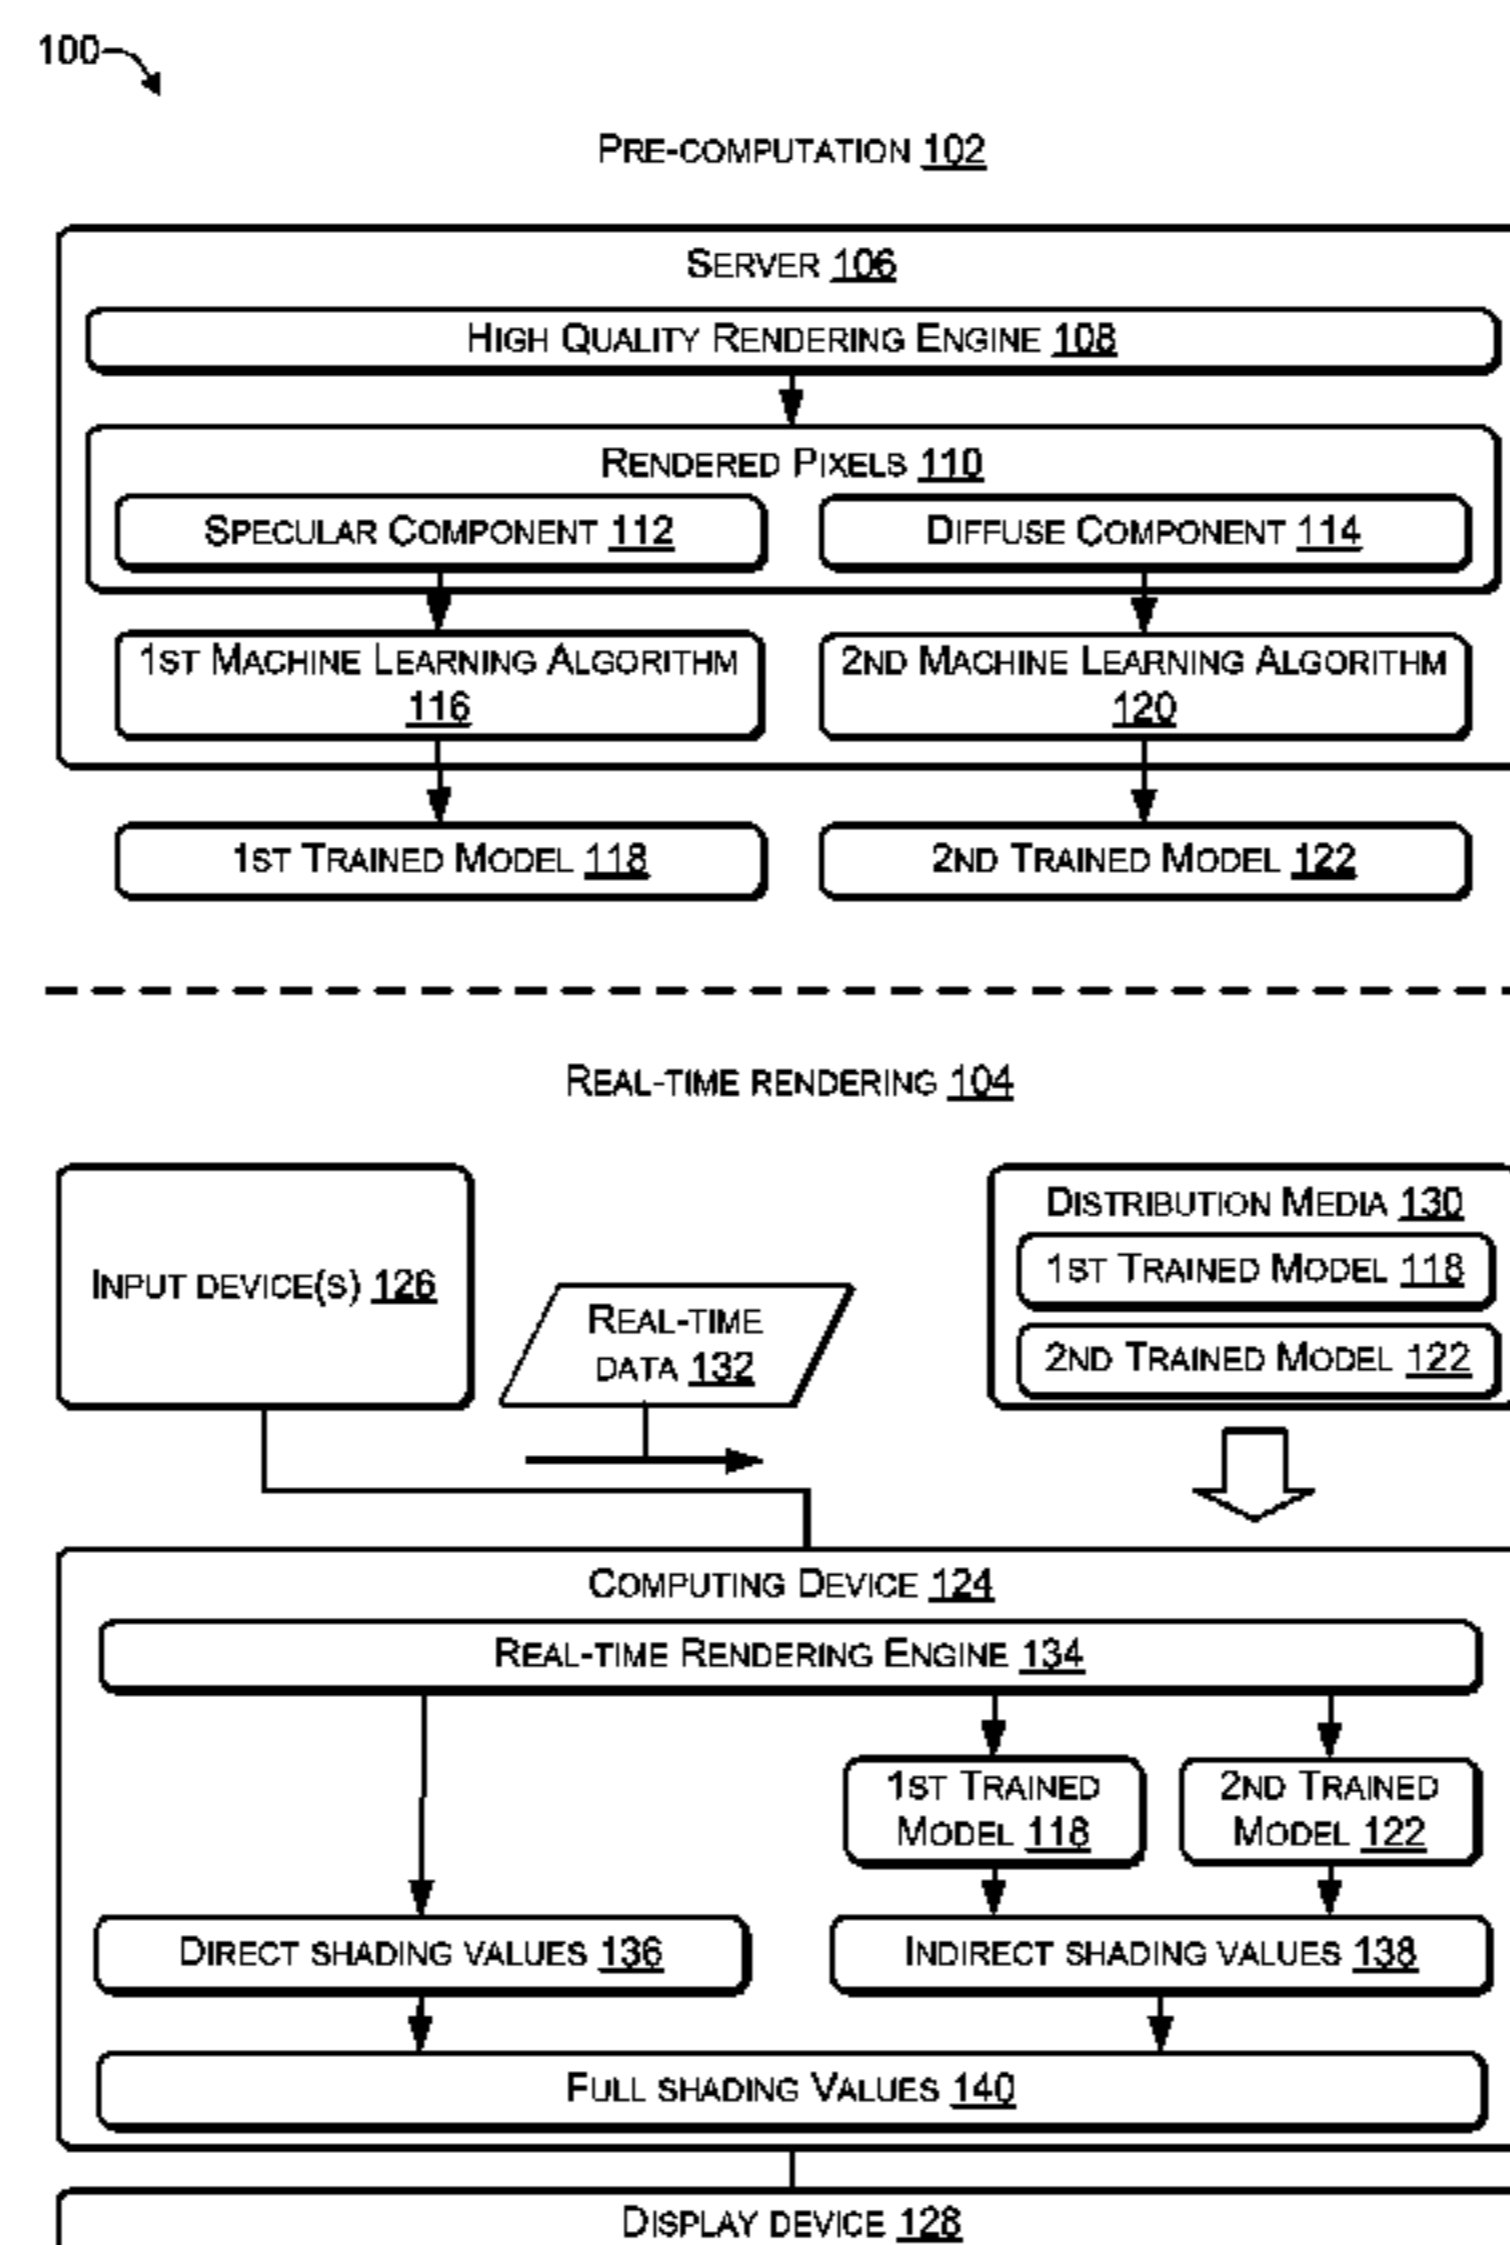 100
PRE-COMPUTATION 102
SERVER 106
HIGH QUALITY RENDERING ENGINE 108
RENDERED PIXELS 110
SPECULAR COMPONENT 112
DIFFUSE COMPONENT 114
1ST MACHINE LEARNING ALGORITHM
116
2ND MACHINE LEARNING ALGORITHM
120
1ST TRAINED MODEL 118
2ND TRAINED MODEL 122
REAL-TIME RENDERING 104
INPUT DEVICE(S) 126
REAL-TIME
DATA 132
DISTRIBUTION MEDIA 130
1ST TRAINED MODEL 118
2ND TRAINED MODEL 122
COMPUTING DEVICE 124
REAL-TIME RENDERING ENGINE 134
1ST TRAINED
MODEL 118
2ND TRAINED
MODEL 122
DIRECT SHADING VALUES 136
INDIRECT SHADING VALUES 138
FULL SHADING VALUES 140
DISPLAY DEVICE 128